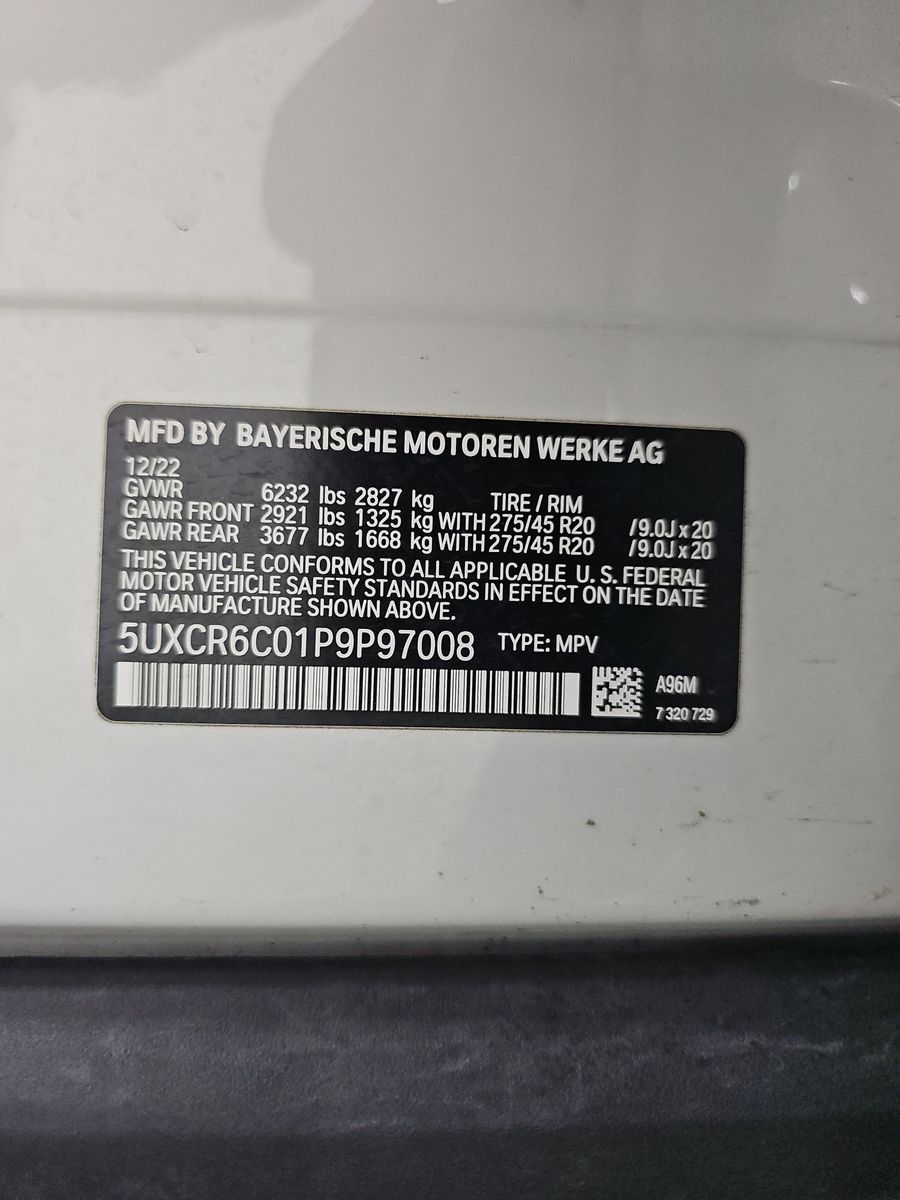 MFD BY BAYERISCHE MOTOREN WERKE AG
12/22
GVWR 6232 lbs 2827 kg TIRE / RIM
GAWR FRONT 2921 lbs 1325 kg WITH 275/45 R20 /9.0J x 20
GAWR REAR 3677 lbs 1668 kg WITH 275/45 R20 /9.0J x 20
THIS VEHICLE CONFORMS TO ALL APPLICABLE U. S. FEDERAL
MOTOR VEHICLE SAFETY STANDARDS IN EFFECT ON THE DATE
OF MANUFACTURE SHOWN ABOVE.
5UXCR6C01P9P97008 TYPE: MPV
A96M
7 320 729